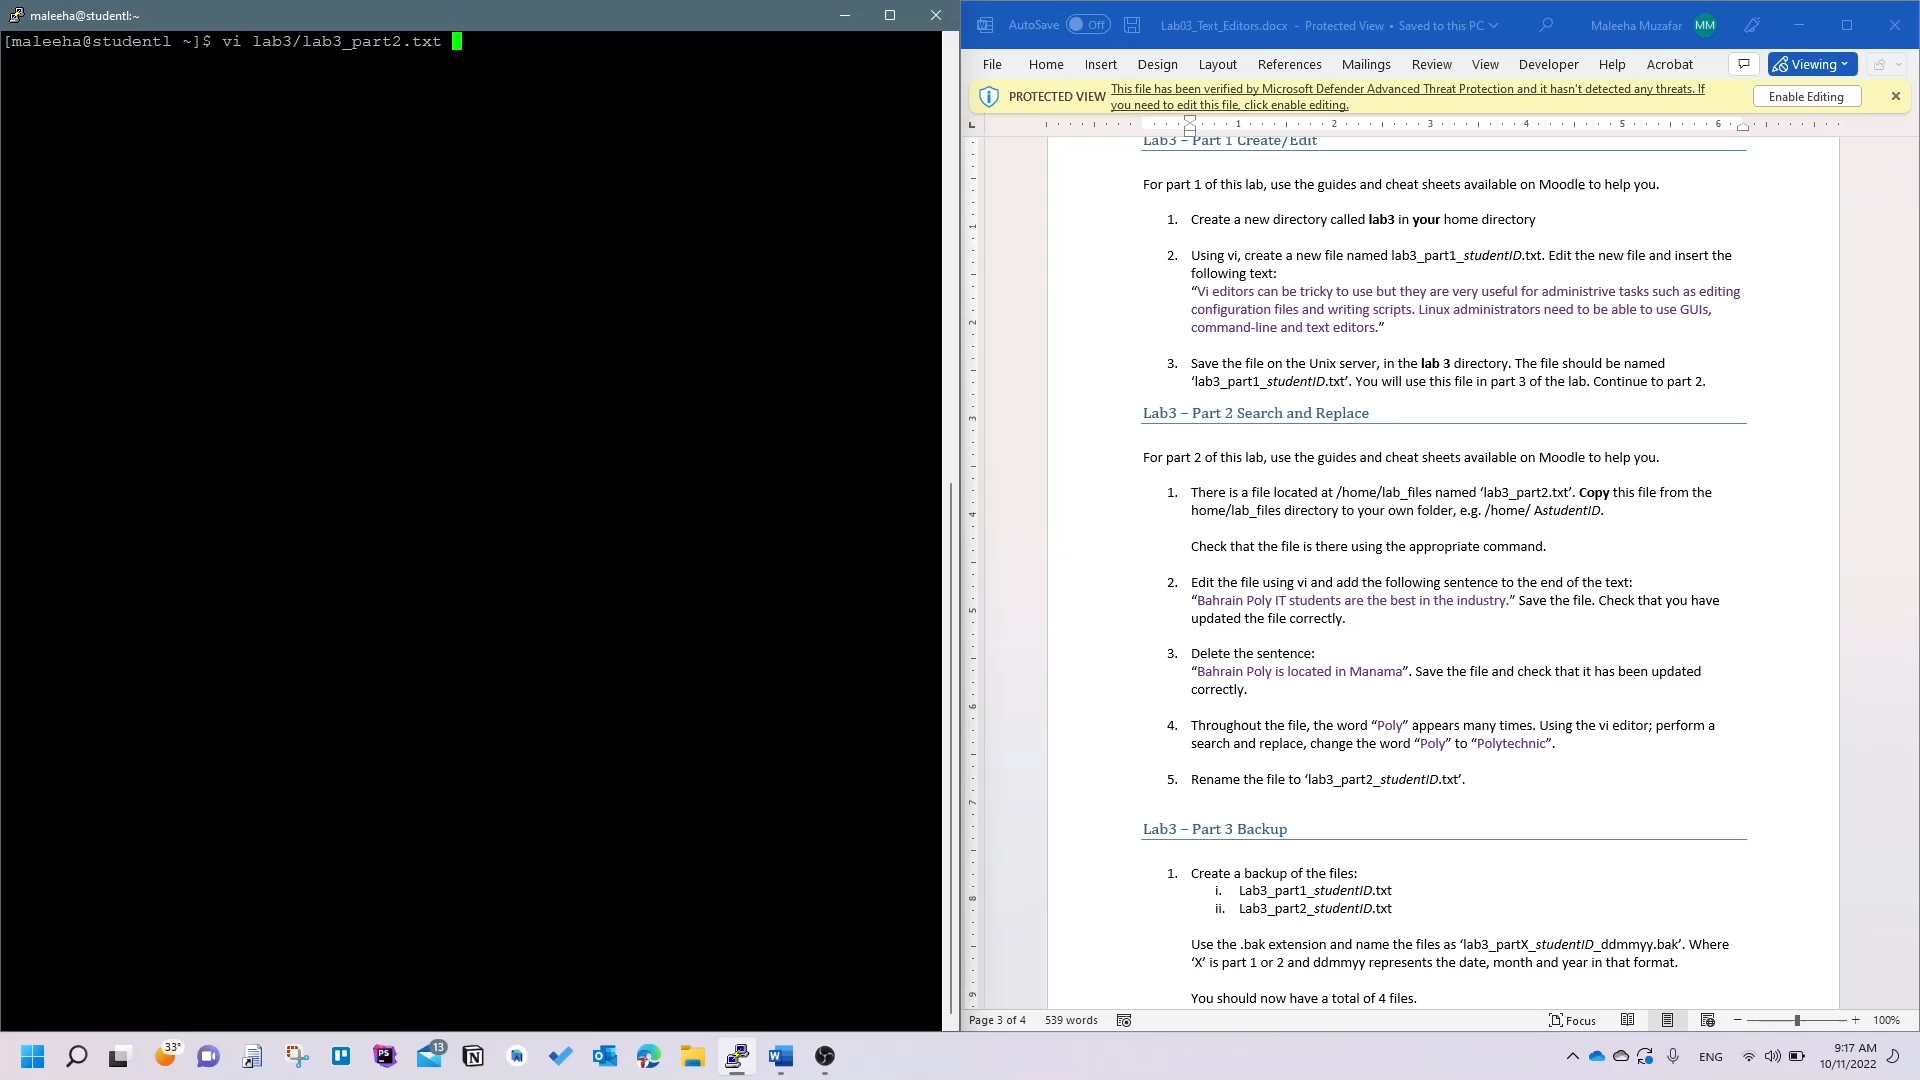 maleeha@studentl:~
[maleeha@studentl ~]$ vi lab3/lab3_part2.txt
AutoSave Off Lab03_Text_Editors.docx - Protected View • Saved to this PC Maleeha Muzafar MM
File Home Insert Design Layout References Mailings Review View Developer Help Acrobat Viewing
PROTECTED VIEW This file has been verified by Microsoft Defender Advanced Threat Protection and it hasn't detected any threats. If
you need to edit this file, click enable editing.
Enable Editing
1 2 3 4 5 6
Lab3 – Part 1 Create/Edit
For part 1 of this lab, use the guides and cheat sheets available on Moodle to help you.
1. Create a new directory called lab3 in your home directory
2. Using vi, create a new file named lab3_part1_studentID.txt. Edit the new file and insert the
following text:
“Vi editors can be tricky to use but they are very useful for administrive tasks such as editing
configuration files and writing scripts. Linux administrators need to be able to use GUIs,
command-line and text editors.”
3. Save the file on the Unix server, in the lab 3 directory. The file should be named
‘lab3_part1_studentID.txt’. You will use this file in part 3 of the lab. Continue to part 2.
Lab3 – Part 2 Search and Replace
For part 2 of this lab, use the guides and cheat sheets available on Moodle to help you.
1. There is a file located at /home/lab_files named ‘lab3_part2.txt’. Copy this file from the
home/lab_files directory to your own folder, e.g. /home/ AstudentID.
Check that the file is there using the appropriate command.
2. Edit the file using vi and add the following sentence to the end of the text:
“Bahrain Poly IT students are the best in the industry.” Save the file. Check that you have
updated the file correctly.
3. Delete the sentence:
“Bahrain Poly is located in Manama”. Save the file and check that it has been updated
correctly.
4. Throughout the file, the word “Poly” appears many times. Using the vi editor; perform a
search and replace, change the word “Poly” to “Polytechnic”.
5. Rename the file to ‘lab3_part2_studentID.txt’.
Lab3 – Part 3 Backup
1. Create a backup of the files:
i. Lab3_part1_studentID.txt
ii. Lab3_part2_studentID.txt
Use the .bak extension and name the files as ‘lab3_partX_studentID_ddmmyy.bak’. Where
‘X’ is part 1 or 2 and ddmmyy represents the date, month and year in that format.
You should now have a total of 4 files.
1
2
3
4
5
6
7
8
9
Page 3 of 4 539 words Focus 100%
33° PS 13 N ENG 9:17 AM
10/11/2022